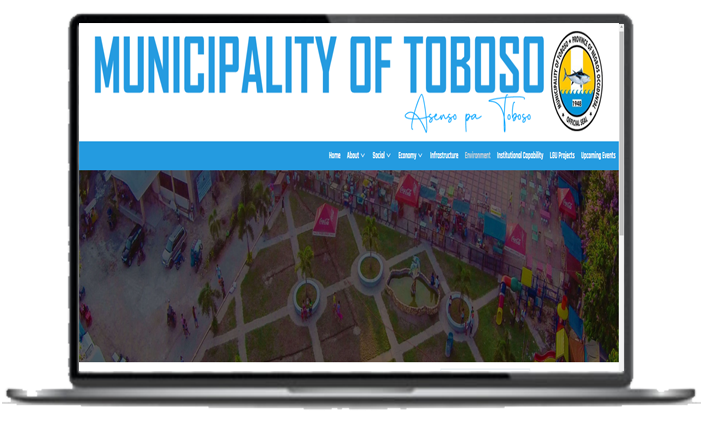 MUNICIPALITY OF TOBOSO
Asenso pa Toboso
MUNICIPALITY OF TOBOSO • PROVINCE OF NEGROS OCCIDENTAL
1948
OFFICIAL SEAL
Home About Social Economy Infrastructure Environment Institutional Capability LGU Projects Upcoming Events